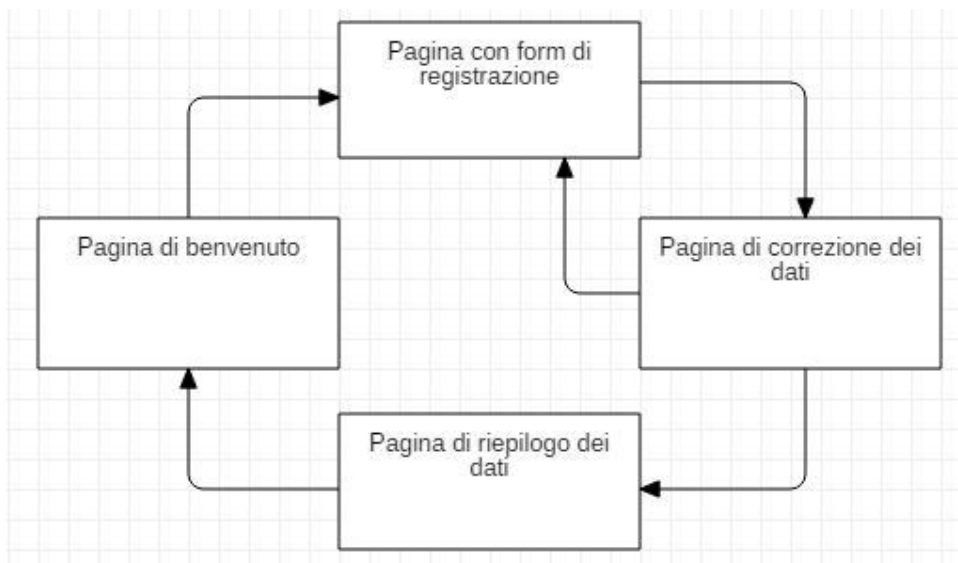 Pagina con form di
registrazione
Pagina di benvenuto
Pagina di correzione dei
dati
Pagina di riepilogo dei
dati